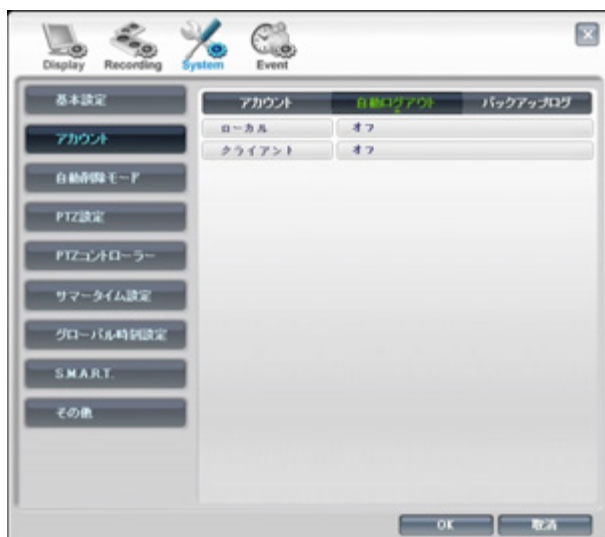 Display Recording System Event
基本設定
アカウント
自動削除モード
PTZ設定
PTZコントローラー
サマータイム設定
グローバル時刻設定
S.M.A.R.T.
その他
アカウント 自動ログアウト バックアップログ
ローカル オフ
クライアント オフ
OK 取消